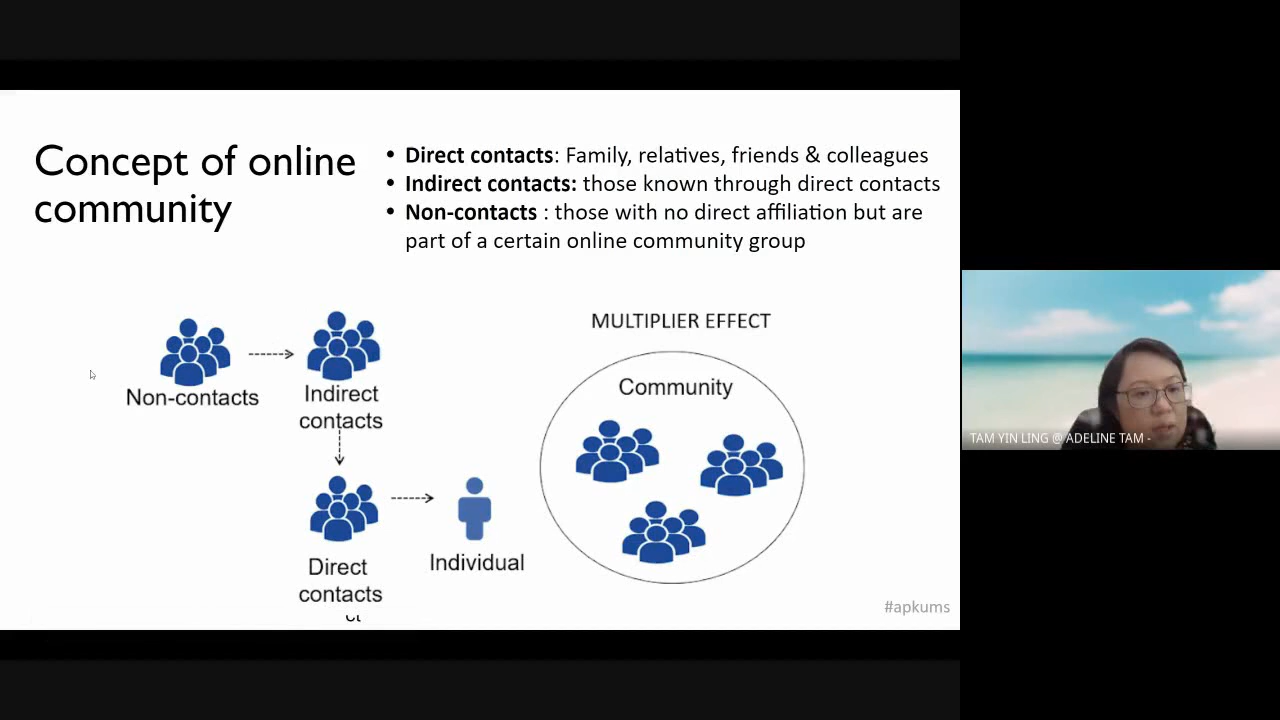 Concept of online
community
• Direct contacts: Family, relatives, friends & colleagues
• Indirect contacts: those known through direct contacts
• Non-contacts : those with no direct affiliation but are
part of a certain online community group
Non-contacts
Indirect
contacts
Direct
contacts
Individual
MULTIPLIER EFFECT
Community
#apkums
TAM YIN LING @ ADELINE TAM -